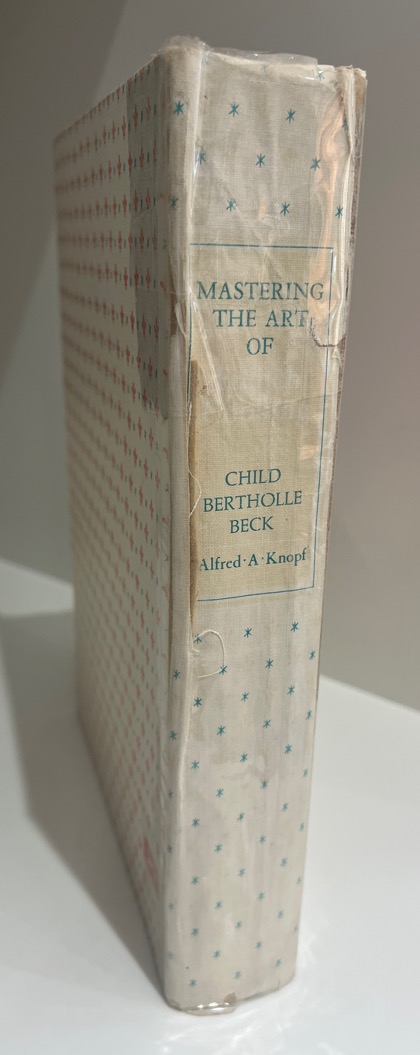 MASTERING
THE ART
OF
CHILD
BERTHOLLE
BECK
Alfred·A·Knopf